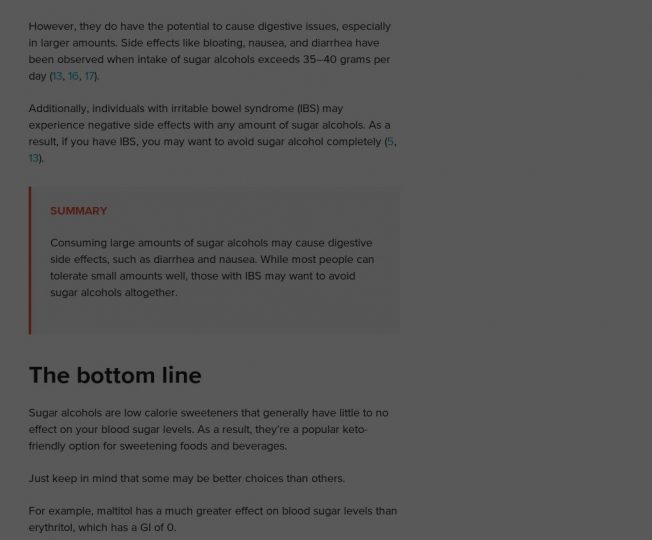 However, they do have the potential to cause digestive issues, especially
in larger amounts. Side effects like bloating, nausea, and diarrhea have
been observed when intake of sugar alcohols exceeds 35–40 grams per
day (13, 16, 17).
Additionally, individuals with irritable bowel syndrome (IBS) may
experience negative side effects with any amount of sugar alcohols. As a
result, if you have IBS, you may want to avoid sugar alcohol completely (5,
13).
SUMMARY
Consuming large amounts of sugar alcohols may cause digestive
side effects, such as diarrhea and nausea. While most people can
tolerate small amounts well, those with IBS may want to avoid
sugar alcohols altogether.
The bottom line
Sugar alcohols are low calorie sweeteners that generally have little to no
effect on your blood sugar levels. As a result, they're a popular keto-
friendly option for sweetening foods and beverages.
Just keep in mind that some may be better choices than others.
For example, maltitol has a much greater effect on blood sugar levels than
erythritol, which has a GI of 0.